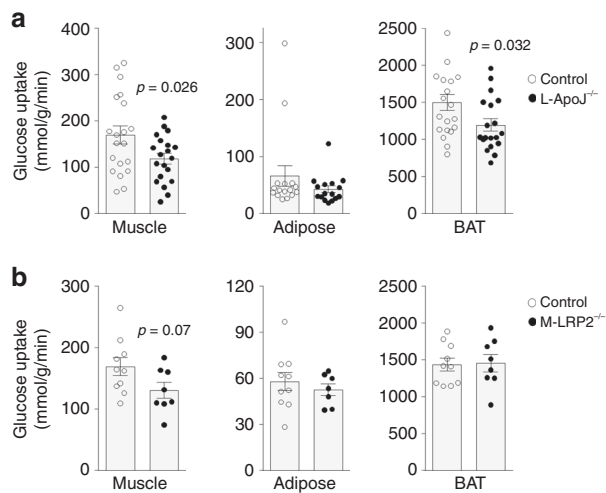 a
Glucose uptake
(mmol/g/min)
400
300
200
100
0
p = 0.026
Muscle
300
200
100
50
0
Adipose
2500
2000
1500
1000
500
0
p = 0.032
BAT
Control
L-ApoJ−/−
b
Glucose uptake
(mmol/g/min)
300
200
100
0
p = 0.07
Muscle
120
90
60
30
0
Adipose
2500
2000
1500
1000
500
0
BAT
Control
M-LRP2−/−